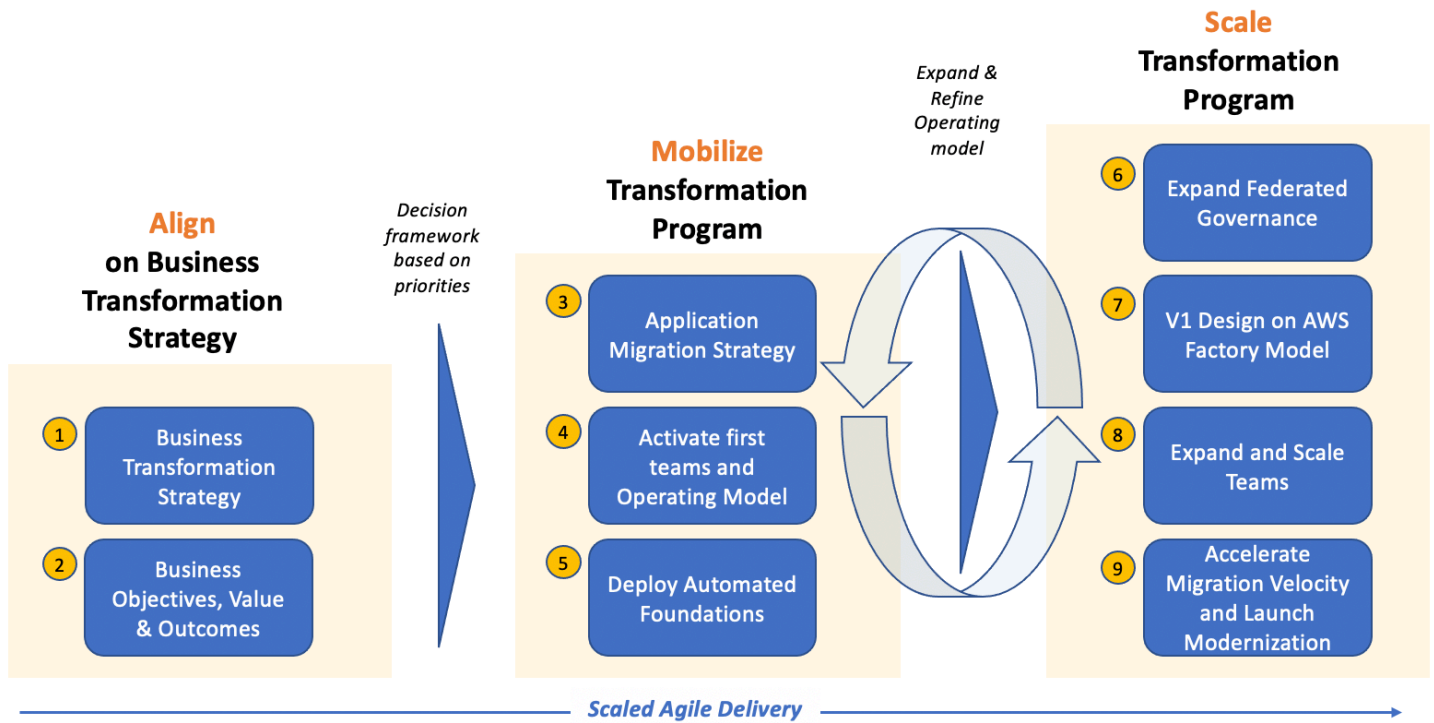 Align
on Business
Transformation
Strategy
1
Business
Transformation
Strategy
2
Business
Objectives, Value
& Outcomes
Decision
framework
based on
priorities
Mobilize
Transformation
Program
3
Application
Migration Strategy
4
Activate first
teams and
Operating Model
5
Deploy Automated
Foundations
Expand &
Refine
Operating
model
Scale
Transformation
Program
6
Expand Federated
Governance
7
V1 Design on AWS
Factory Model
8
Expand and Scale
Teams
9
Accelerate
Migration Velocity
and Launch
Modernization
Scaled Agile Delivery